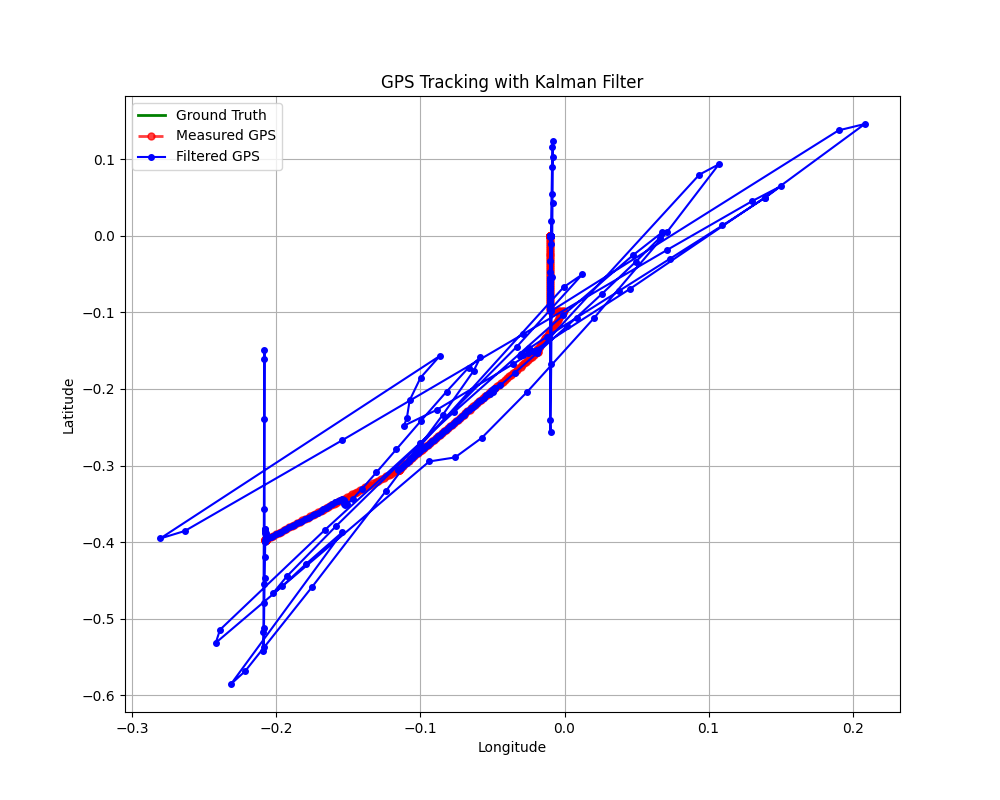 GPS Tracking with Kalman Filter
Ground Truth
Measured GPS
Filtered GPS
0.1
0.0
−0.1
−0.2
−0.3
−0.4
−0.5
−0.6
Latitude
−0.3 −0.2 −0.1 0.0 0.1 0.2
Longitude